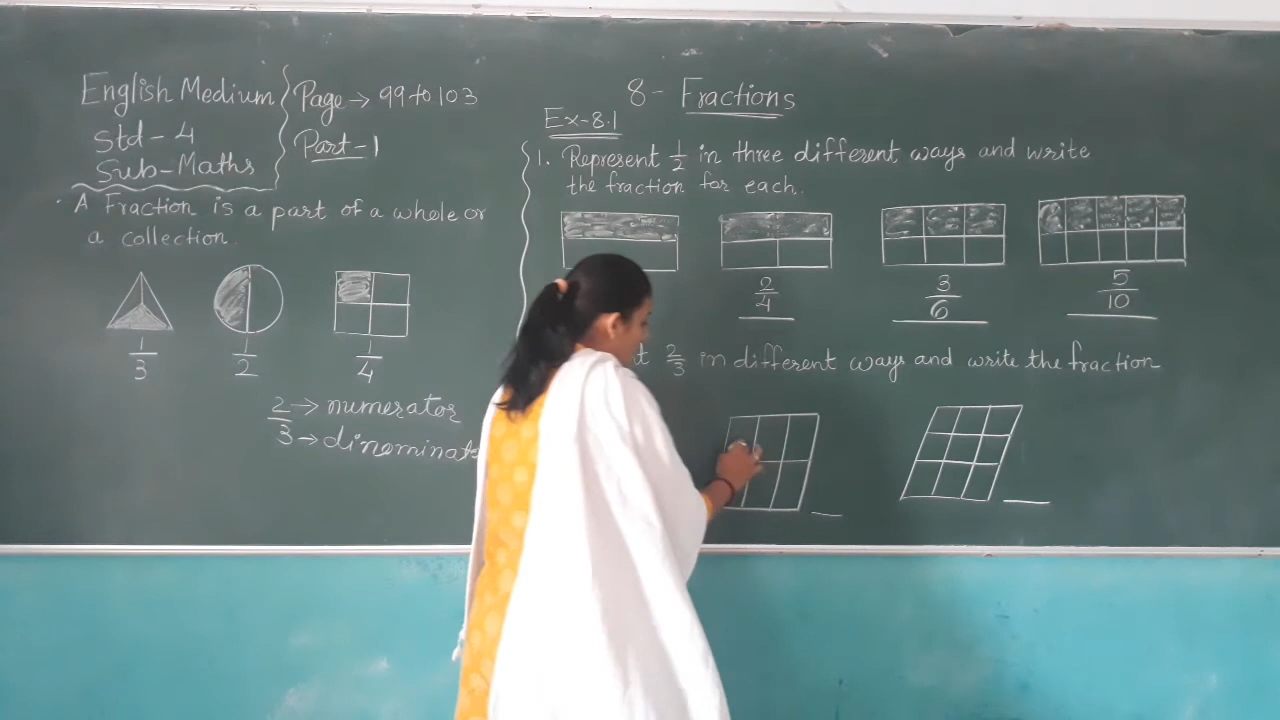 English Medium
Std-4
Sub-Maths
Page→ 99 to 103
Part-1
8- Fractions
· A Fraction is a part of a whole or
a collection.
1/3 1/2 1/4
2/3 → numerator
→ dinominat
Ex-8.1
1. Represent 1/2 in three different ways and write
the fraction for each.
2/4 3/6 5/10
2/3 in different ways and write the fraction